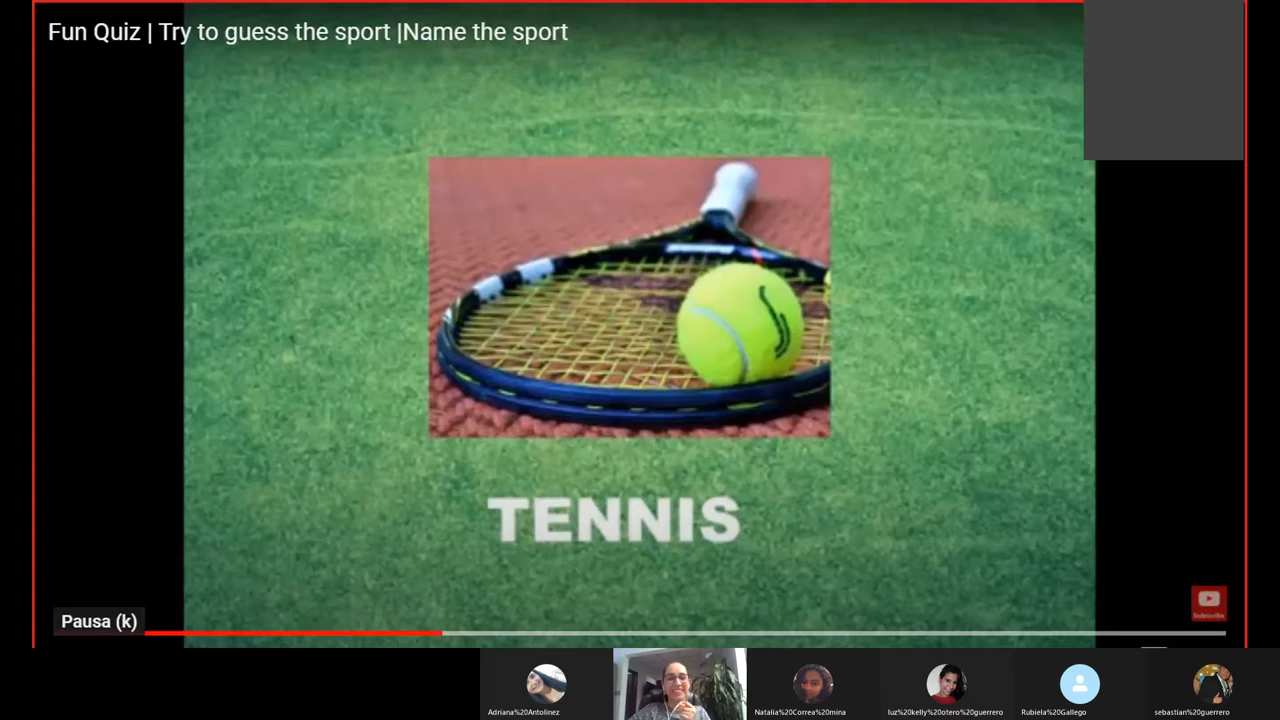 Fun Quiz | Try to guess the sport |Name the sport
TENNIS
Pausa (k)
Subscribe
Adriana%20Antolinez
Natalia%20Correa%20mina
luz%20kelly%20otero%20guerrero
Rubiela%20Gallego
sebastian%20guerrero